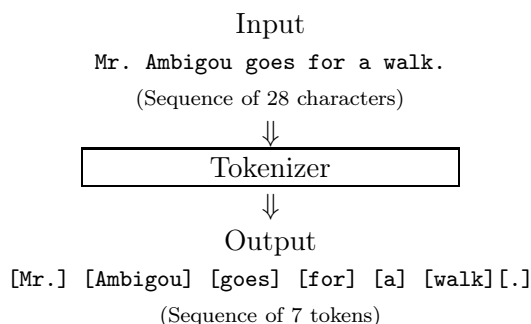 Input
Mr. Ambigou goes for a walk.
(Sequence of 28 characters)
⇓
Tokenizer
⇓
Output
[Mr.] [Ambigou] [goes] [for] [a] [walk][.]
(Sequence of 7 tokens)